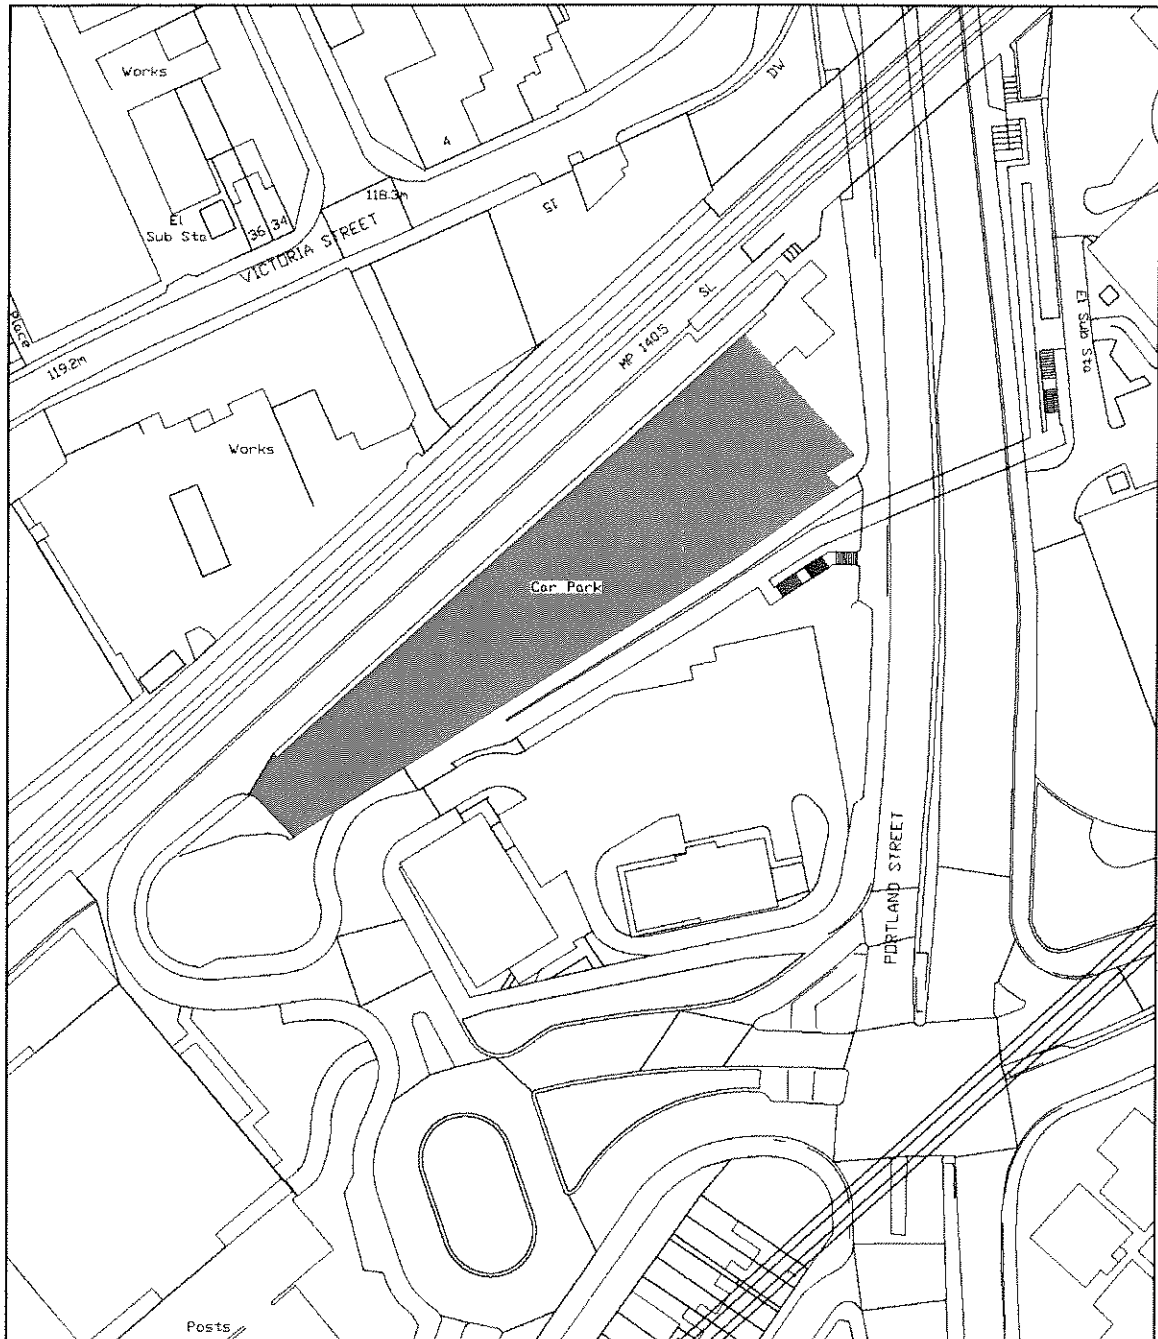 Works
4
DW
118.3m
El
Sub Sta
36
34
VICTORIA STREET
15
Place
119.2m
SL
MP 140.5
El Sub Sta
Works
Car Park
PORTLAND STREET
Posts